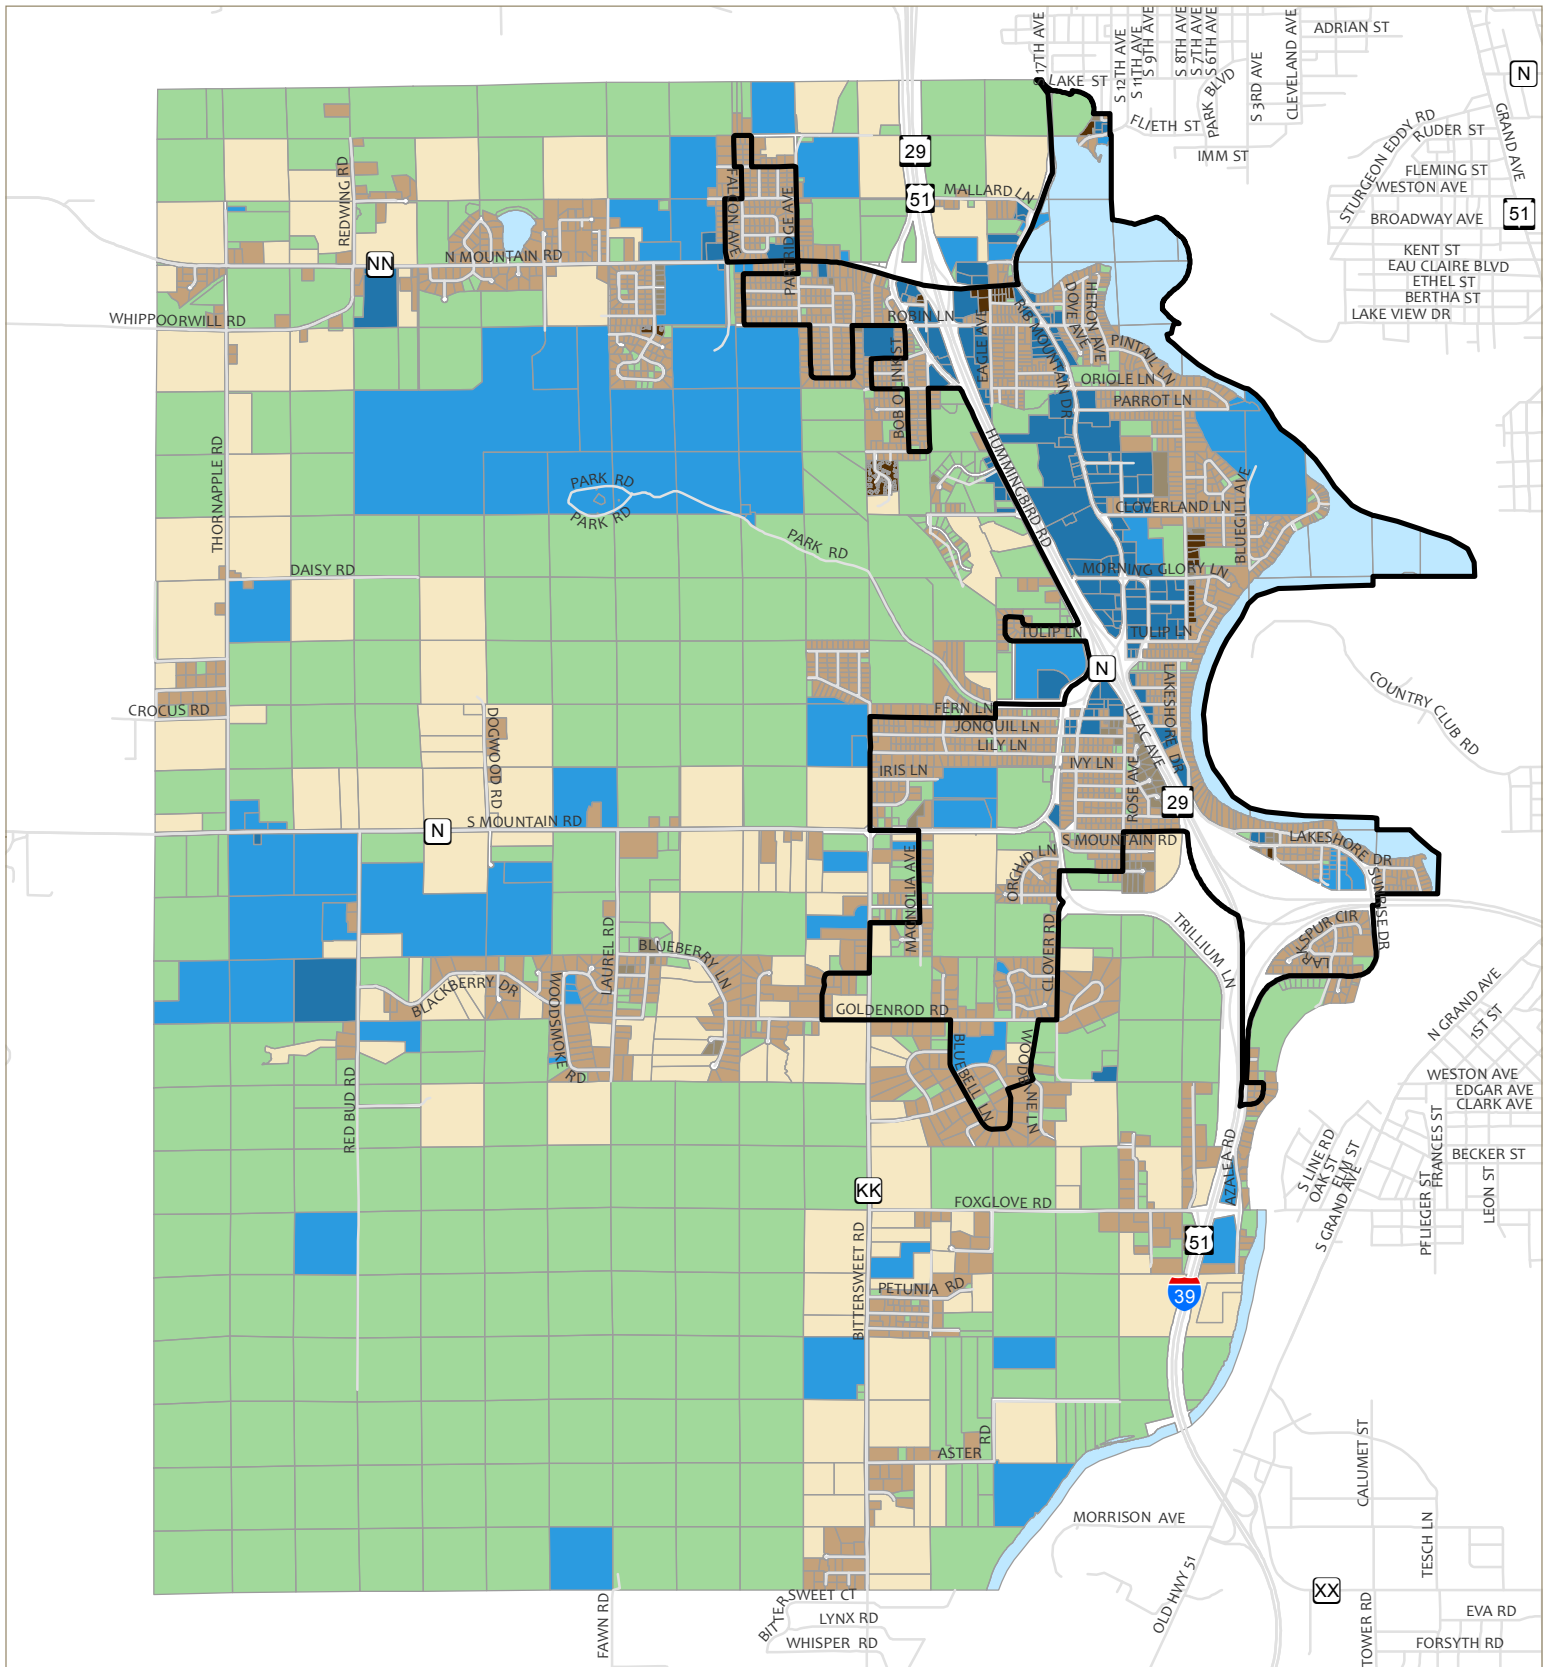 S 17TH AVE
LAKE ST
S 12TH AVE
S 11TH AVE
S 9TH AVE
S 8TH AVE
S 7TH AVE
S 6TH AVE
PARK BLVD
S 3RD AVE
CLEVELAND AVE
ADRIAN ST
N
GRAND AVE
FLIETH ST
IMM ST
STURGEON EDDY RD
RUDER ST
FLEMING ST
WESTON AVE
BROADWAY AVE
51
KENT ST
EAU CLAIRE BLVD
ETHEL ST
BERTHA ST
LAKE VIEW DR
29
51
MALLARD LN
REDWING RD
FALCON AVE
PARTRIDGE AVE
NN
N MOUNTAIN RD
WHIPPOORWILL RD
ROBIN LN
EAGLE AVE
RIB MOUNTAIN DR
DOVE AVE
HERON AVE
PINTAIL LN
ORIOLE LN
PARROT LN
BOB O LINK ST
HUMMINGBIRD RD
THORNAPPLE RD
PARK RD
PARK RD
PARK RD
CLOVERLAND LN
BLUEGILL AVE
DAISY RD
MORNING GLORY LN
TULIP LN
TULIP LN
N
COUNTRY CLUB RD
CROCUS RD
DOGWOOD RD
FERN LN
JONQUIL LN
LILY LN
IVY LN
IRIS LN
LILAC AVE
LAKESHORE DR
ROSE AVE
29
N
S MOUNTAIN RD
S MOUNTAIN RD
LAKESHORE DR
SUNRISE DR
MAGNOLIA AVE
ORCHID LN
CLOVER RD
TRILLIUM LN
LARKSPUR CIR
LAUREL RD
BLUEBERRY LN
BLACKBERRY DR
WOODSMOKE RD
GOLDENROD RD
BLUEBELL LN
WOODBINE LN
N GRAND AVE
1ST ST
WESTON AVE
EDGAR AVE
CLARK AVE
RED BUD RD
AZALEA RD
S LINE RD
OAK ST
ELM ST
S GRAND AVE
FRANCES ST
BECKER ST
PFLIEGER ST
LEON ST
KK
FOXGLOVE RD
51
BITTERSWEET RD
PETUNIA RD
39
ASTER RD
CALUMET ST
MORRISON AVE
TESCH LN
OLD HWY 51
XX
TOWER RD
EVA RD
FORSYTH RD
FAWN RD
BITTERSWEET CT
LYNX RD
WHISPER RD